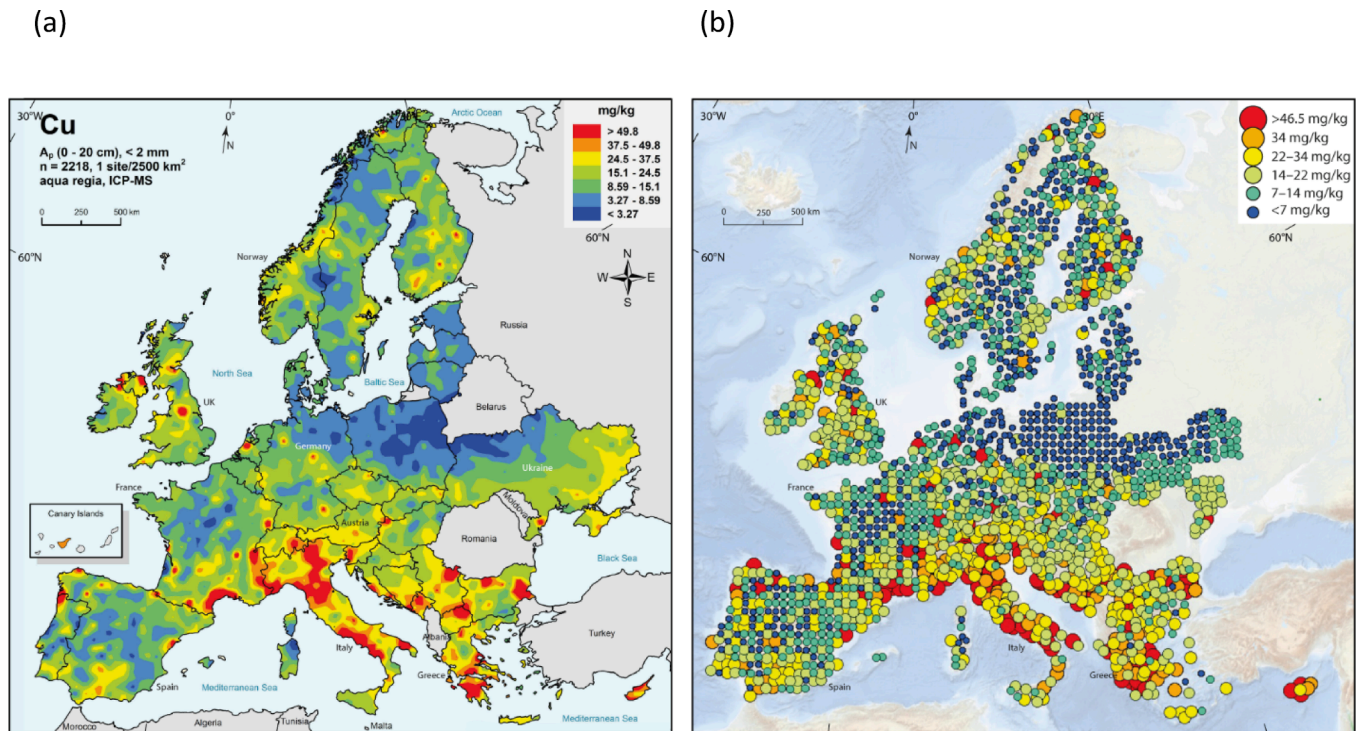 (a)
(b)
30°W
0°
30°E
Arctic Ocean
Cu
N
Ap (0 - 20 cm), < 2 mm
n = 2218, 1 site/2500 km2
aqua regia, ICP-MS
0 250 500 km
mg/kg
> 49.8
37.5 - 49.8
24.5 - 37.5
15.1 - 24.5
8.59 - 15.1
3.27 - 8.59
< 3.27
60°N
60°N
N
W E
S
Norway
Russia
North Sea
Baltic Sea
UK
Belarus
Germany
Ukraine
France
Canary Islands
Austria
Moldova
Romania
Black Sea
Albania
Italy
Turkey
Greece
Spain
Mediterranean Sea
Mediterranean Sea
Morocco
Algeria
Tunisia
Malta
30°W
0°
30°E
N
>46.5 mg/kg
34 mg/kg
22–34 mg/kg
14–22 mg/kg
7–14 mg/kg
<7 mg/kg
0 250 500 km
60°N
60°N
Norway
UK
France
Italy
Spain
Greece